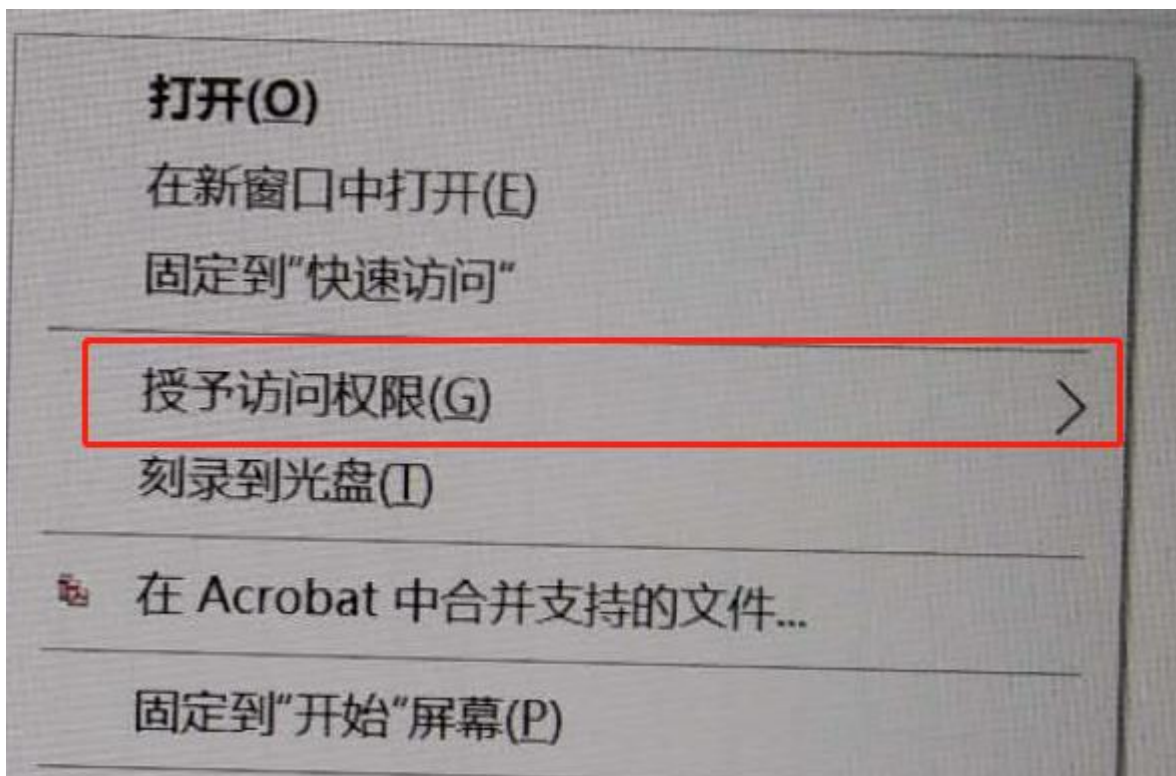 打开(O)
在新窗口中打开(E)
固定到"快速访问"
授予访问权限(G)
刻录到光盘(T)
在 Acrobat 中合并支持的文件...
固定到"开始"屏幕(P)